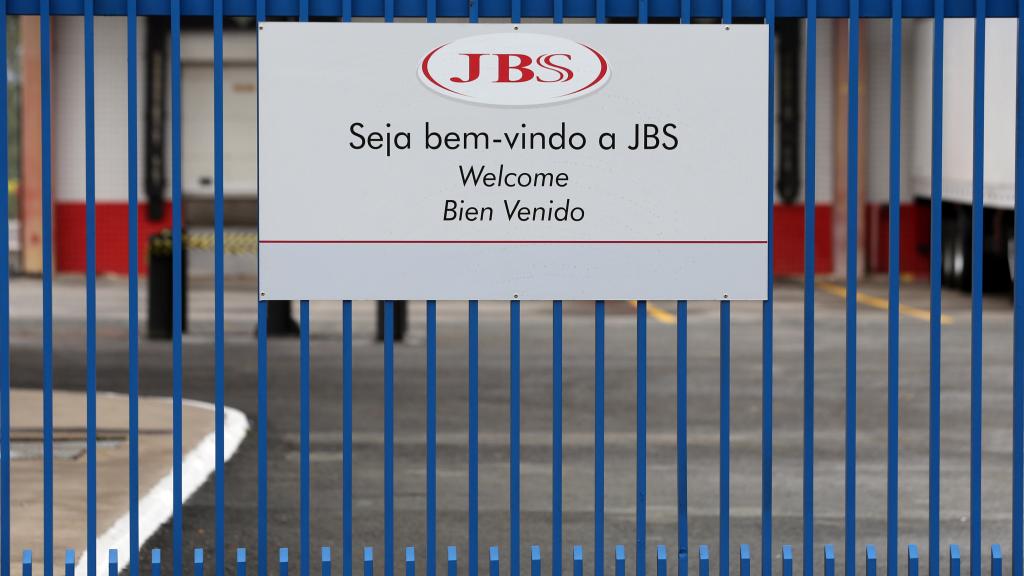 JBS
Seja bem-vindo a JBS
Welcome
Bien Venido